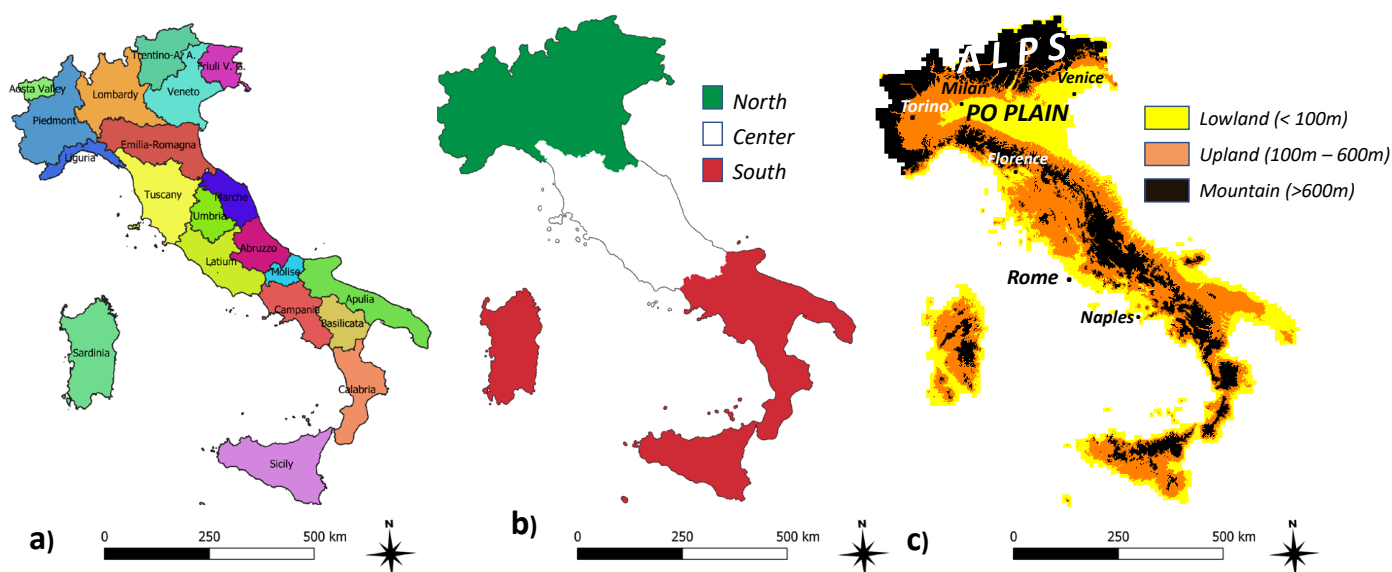 Trentino-A. A.
Friuli V. G.
Aosta Valley
Lombardy
Veneto
Piedmont
Emilia-Romagna
Liguria
Tuscany
Marche
Umbria
Abruzzo
Latium
Molise
Apulia
Campania
Basilicata
Sardinia
Calabria
Sicily
a)
0 250 500 km
N
North
Center
South
b)
0 250 500 km
N
ALPS
Venice
Milan
Torino
PO PLAIN
Florence
Rome
Naples
Lowland (< 100m)
Upland (100m – 600m)
Mountain (>600m)
c)
0 250 500 km
N